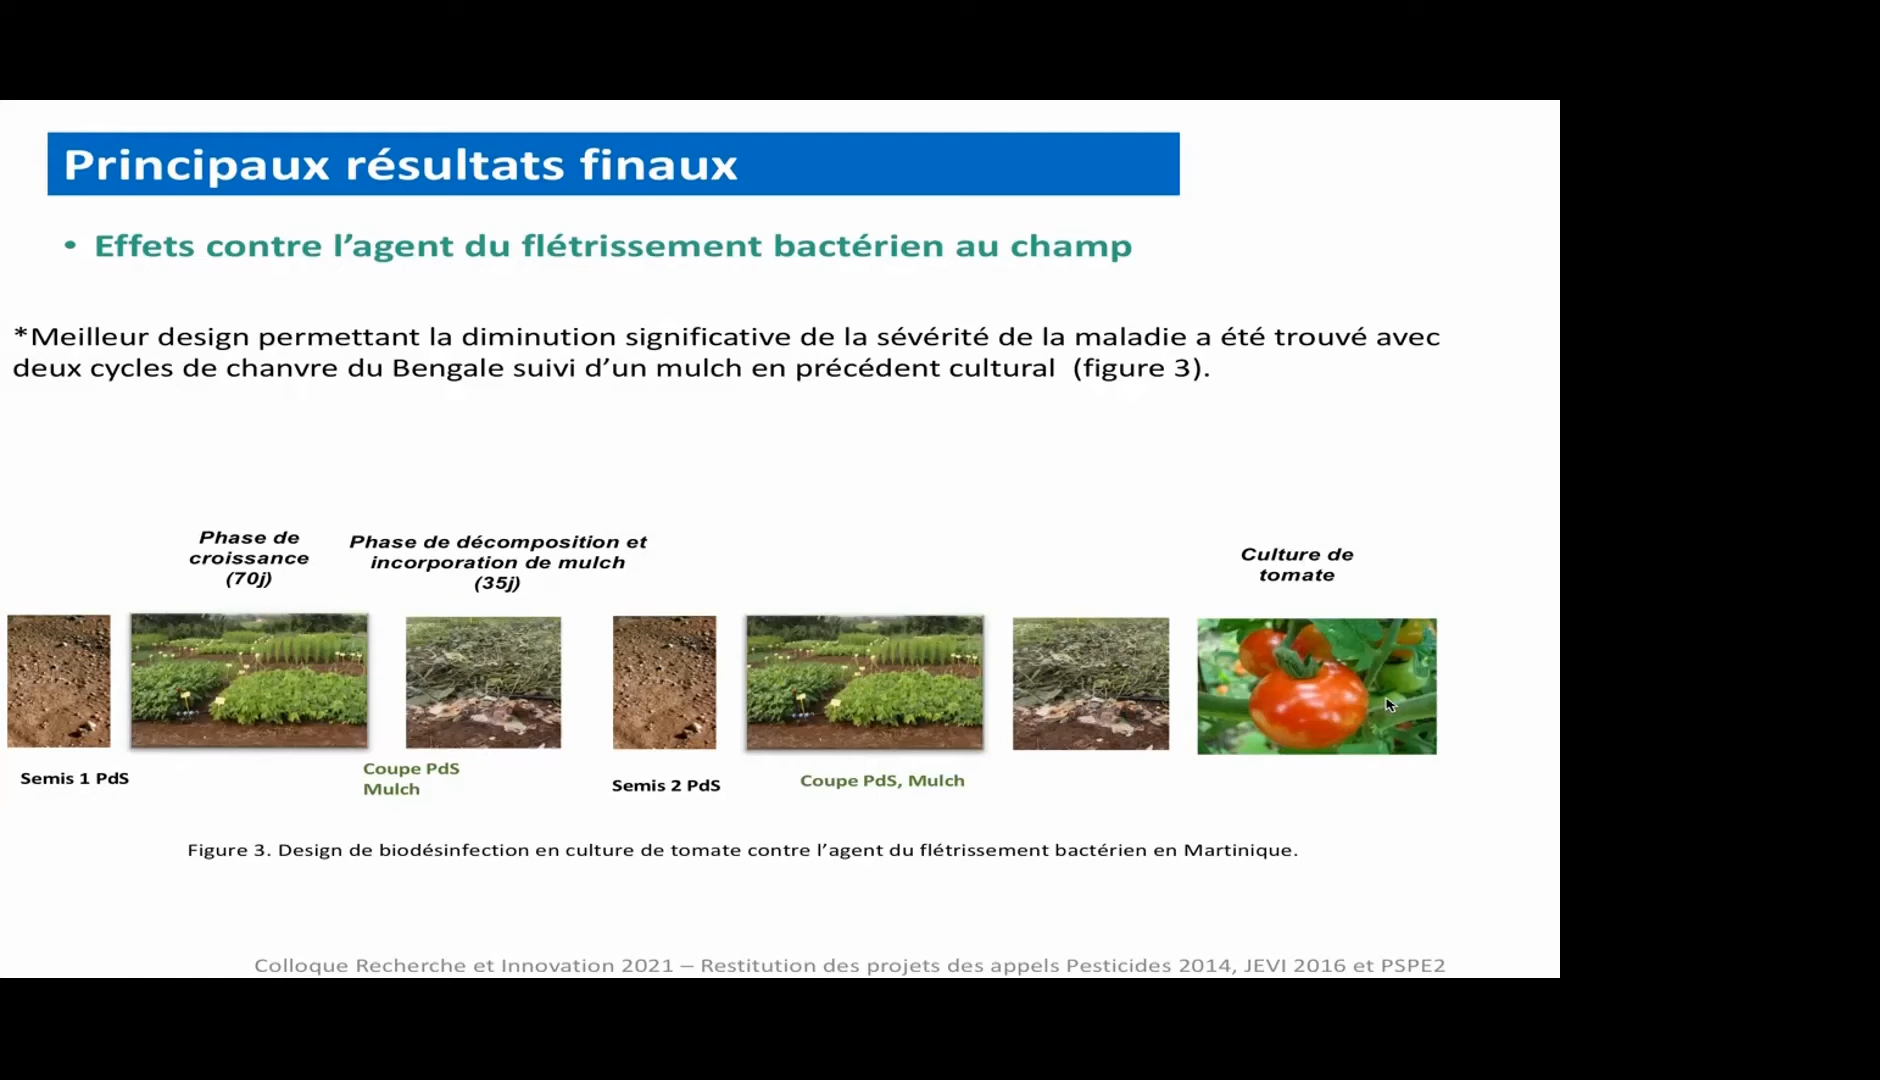 Principaux résultats finaux
• Effets contre l’agent du flétrissement bactérien au champ
*Meilleur design permettant la diminution significative de la sévérité de la maladie a été trouvé avec
deux cycles de chanvre du Bengale suivi d’un mulch en précédent cultural (figure 3).
Phase de
croissance
(70j)
Phase de décomposition et
incorporation de mulch
(35j)
Culture de
tomate
Semis 1 PdS
Coupe PdS
Mulch
Semis 2 PdS
Coupe PdS, Mulch
Figure 3. Design de biodésinfection en culture de tomate contre l’agent du flétrissement bactérien en Martinique.
Colloque Recherche et Innovation 2021 – Restitution des projets des appels Pesticides 2014, JEVI 2016 et PSPE2